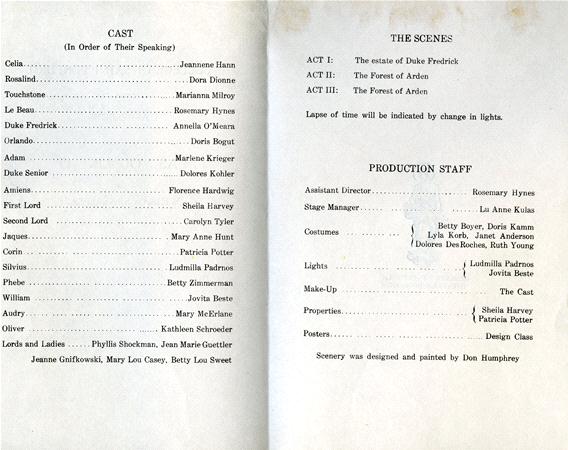 CAST
(In Order of Their Speaking)
Celia Jeannene Hann
Rosalind Dora Dionne
Touchstone Marianna Milroy
Le Beau Rosemary Hynes
Duke Fredrick Annella O'Meara
Orlando Doris Bogut
Adam Marlene Krieger
Duke Senior Dolores Kohler
Amiens Florence Hardwig
First Lord Sheila Harvey
Second Lord Carolyn Tyler
Jaques Mary Anne Hunt
Corin Patricia Potter
Silvius Ludmilla Padrnos
Phebe Betty Zimmerman
William Jovita Beste
Audry Mary McErlane
Oliver Kathleen Schroeder
Lords and Ladies Phyllis Shockman, Jean Marie Guettler
Jeanne Gnifkowski, Mary Lou Casey, Betty Lou Sweet
THE SCENES
ACT I: The estate of Duke Fredrick
ACT II: The Forest of Arden
ACT III: The Forest of Arden
Lapse of time will be indicated by change in lights.
PRODUCTION STAFF
Assistant Director Rosemary Hynes
Stage Manager Lu Anne Kulas
Costumes Betty Boyer, Doris Kamm
Lyla Korb, Janet Anderson
Dolores DesRoches, Ruth Young
Lights Ludmilla Padrnos
Jovita Beste
Make-Up The Cast
Properties Sheila Harvey
Patricia Potter
Posters Design Class
Scenery was designed and painted by Don Humphrey